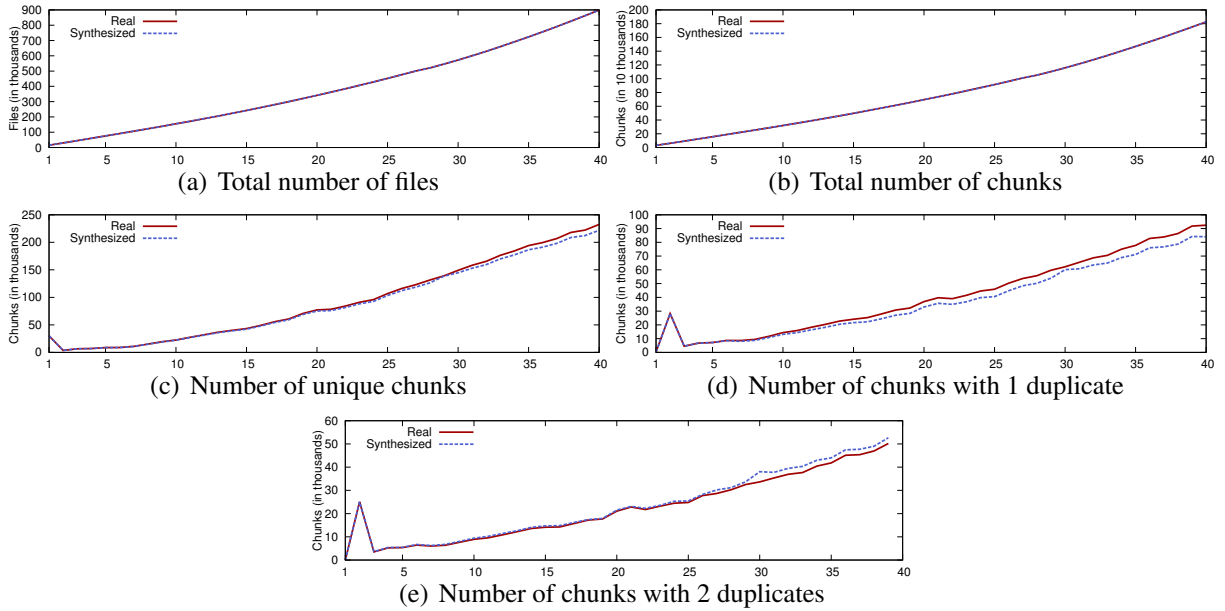 Files (in thousands)
900
800
700
600
500
400
300
200
100
0
Real
Synthesized
1 5 10 15 20 25 30 35 40
(a) Total number of files
Chunks (in 10 thousands)
200
180
160
140
120
100
80
60
40
20
0
Real
Synthesized
1 5 10 15 20 25 30 35 40
(b) Total number of chunks
Chunks (in thousands)
250
200
150
100
50
0
Real
Synthesized
1 5 10 15 20 25 30 35 40
(c) Number of unique chunks
Chunks (in thousands)
100
90
80
70
60
50
40
30
20
10
0
Real
Synthesized
1 5 10 15 20 25 30 35 40
(d) Number of chunks with 1 duplicate
Chunks (in thousands)
60
50
40
30
20
10
0
Real
Synthesized
1 5 10 15 20 25 30 35 40
(e) Number of chunks with 2 duplicates